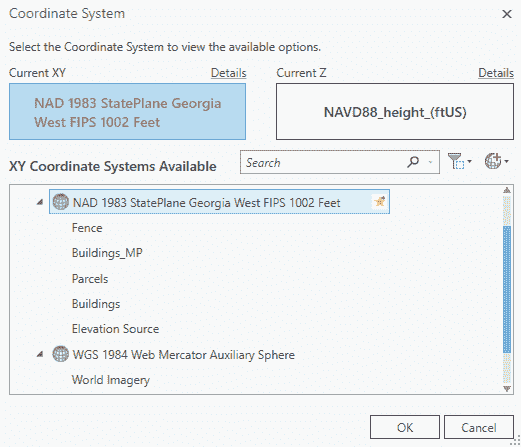 Coordinate System
Select the Coordinate System to view the available options.
Current XY Details Current Z Details
NAD 1983 StatePlane Georgia
West FIPS 1002 Feet
NAVD88_height_(ftUS)
XY Coordinate Systems Available Search
NAD 1983 StatePlane Georgia West FIPS 1002 Feet
Fence
Buildings_MP
Parcels
Buildings
Elevation Source
WGS 1984 Web Mercator Auxiliary Sphere
World Imagery
OK Cancel